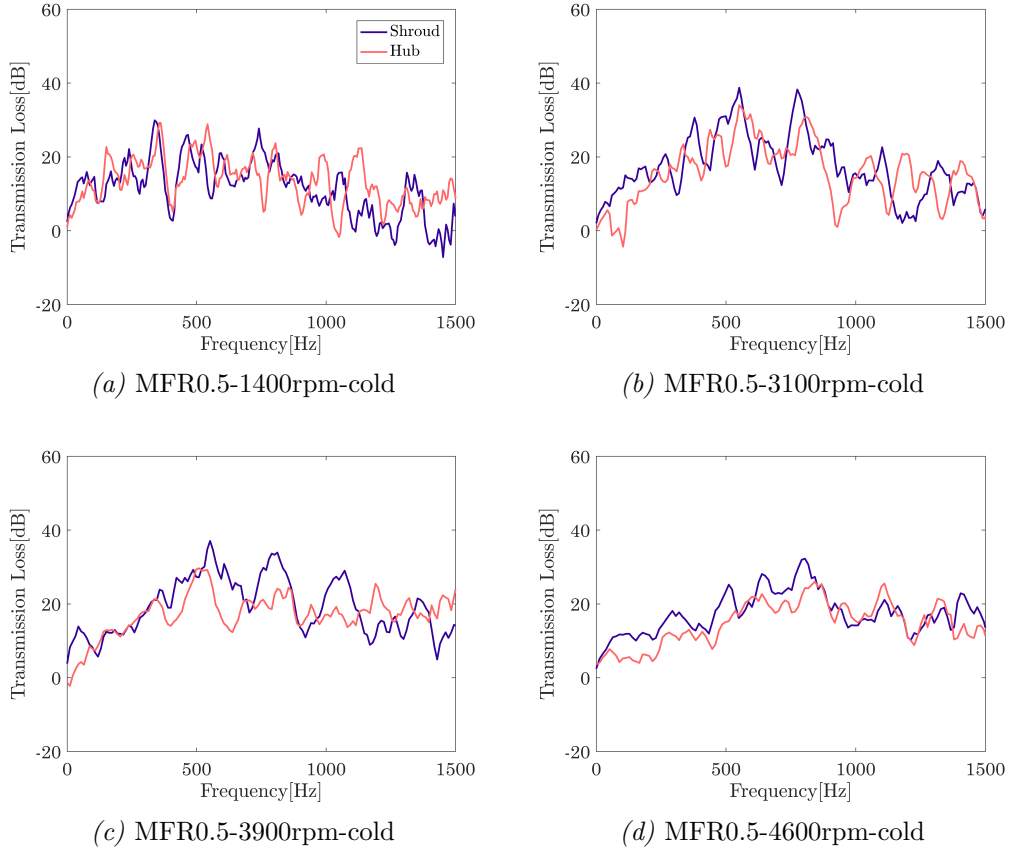 60
40
20
0
-20
Transmission Loss[dB]
0 500 1000 1500
Frequency[Hz]
Shroud
Hub
(a) MFR0.5-1400rpm-cold
60
40
20
0
-20
Transmission Loss[dB]
0 500 1000 1500
Frequency[Hz]
(b) MFR0.5-3100rpm-cold
60
40
20
0
-20
Transmission Loss[dB]
0 500 1000 1500
Frequency[Hz]
(c) MFR0.5-3900rpm-cold
60
40
20
0
-20
Transmission Loss[dB]
0 500 1000 1500
Frequency[Hz]
(d) MFR0.5-4600rpm-cold